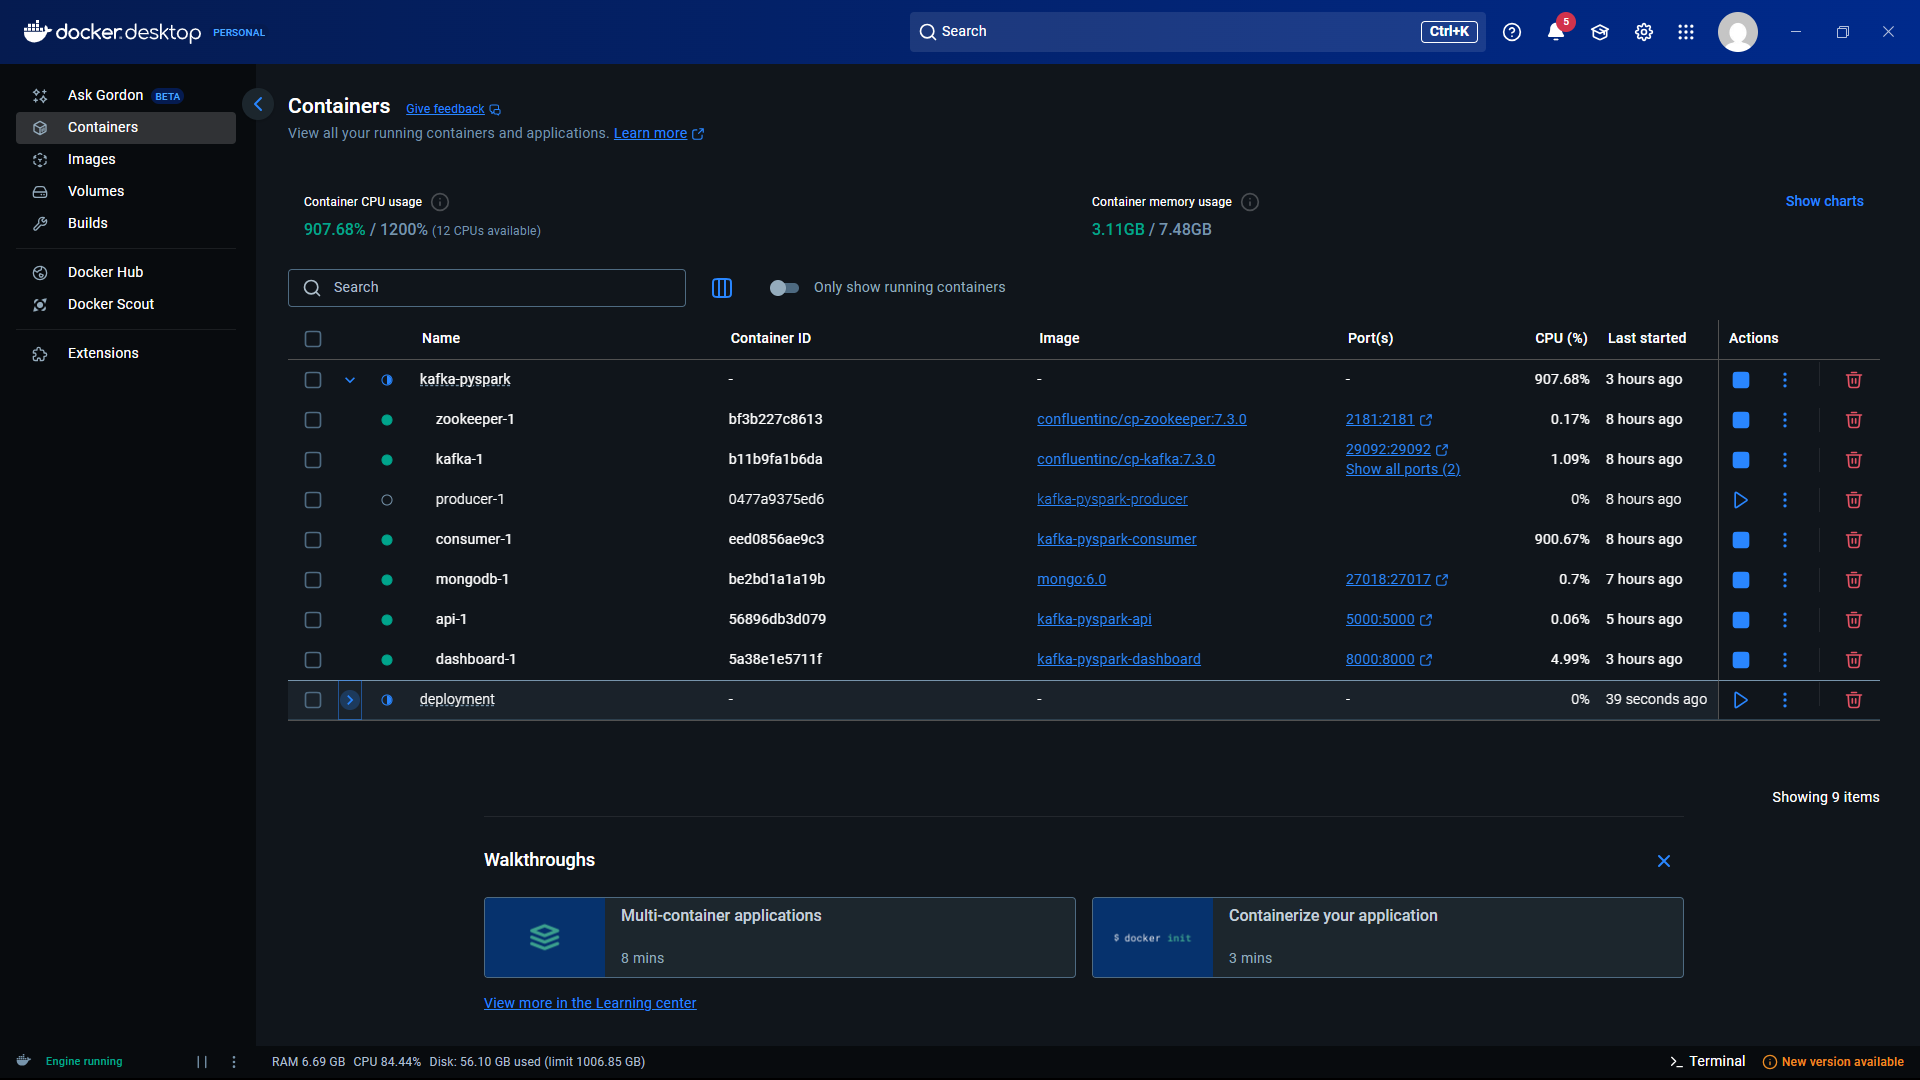 docker.desktop PERSONAL
Search Ctrl+K
5
Ask Gordon BETA
Containers
Images
Volumes
Builds
Docker Hub
Docker Scout
Extensions
Containers Give feedback
View all your running containers and applications. Learn more
Container CPU usage
907.68% / 1200% (12 CPUs available)
Container memory usage
3.11GB / 7.48GB
Show charts
Search
Only show running containers
Name Container ID Image Port(s) CPU (%) Last started Actions
kafka-pyspark - - - 907.68% 3 hours ago
zookeeper-1 bf3b227c8613 confluentinc/cp-zookeeper:7.3.0 2181:2181 0.17% 8 hours ago
kafka-1 b11b9fa1b6da confluentinc/cp-kafka:7.3.0 29092:29092 1.09% 8 hours ago
Show all ports (2)
producer-1 0477a9375ed6 kafka-pyspark-producer 0% 8 hours ago
consumer-1 eed0856ae9c3 kafka-pyspark-consumer 900.67% 8 hours ago
mongodb-1 be2bd1a1a19b mongo:6.0 27018:27017 0.7% 7 hours ago
api-1 56896db3d079 kafka-pyspark-api 5000:5000 0.06% 5 hours ago
dashboard-1 5a38e1e5711f kafka-pyspark-dashboard 8000:8000 4.99% 3 hours ago
deployment - - - 0% 39 seconds ago
Showing 9 items
Walkthroughs
Multi-container applications
8 mins
$ docker init
Containerize your application
3 mins
View more in the Learning center
Engine running
RAM 6.69 GB CPU 84.44% Disk: 56.10 GB used (limit 1006.85 GB)
Terminal
New version available